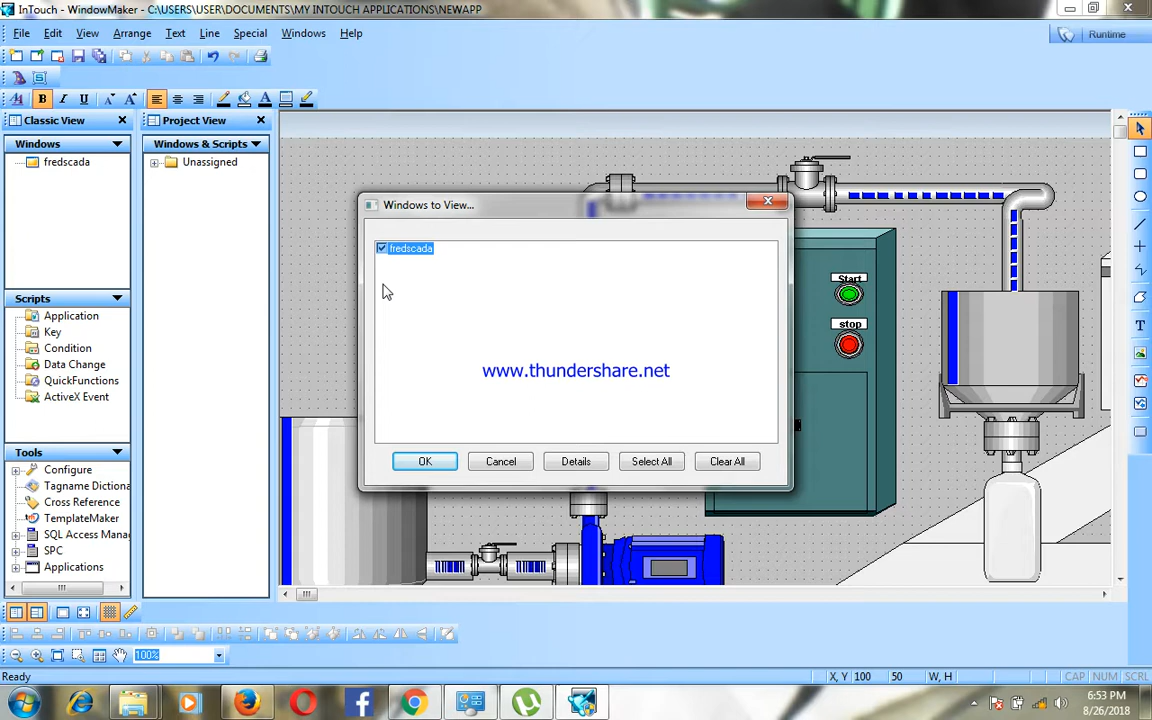 InTouch - WindowMaker - C:\USERS\USER\DOCUMENTS\MY INTOUCH APPLICATIONS\NEWAPP
File Edit View Arrange Text Line Special Windows Help
Runtime
Classic View
Project View
Windows
Windows & Scripts
fredscada
Unassigned
Windows to View...
fredscada
Start
stop
www.thundershare.net
OK Cancel Details Select All Clear All
Scripts
Application
Key
Condition
Data Change
QuickFunctions
ActiveX Event
Tools
Configure
Tagname Dictiona
Cross Reference
TemplateMaker
SQL Access Manag
SPC
Applications
100%
Ready
X, Y 100 50 W, H CAP NUM SCRL
6:53 PM
8/26/2018